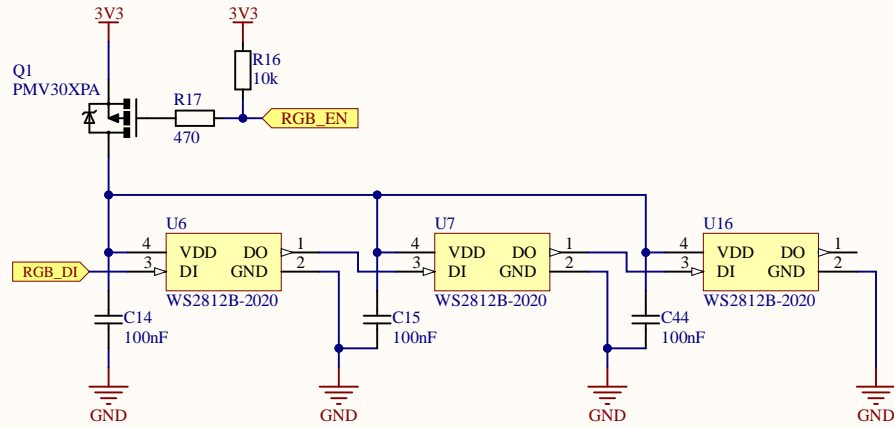 3V3
3V3
Q1
PMV30XPA
R16
10k
R17
470
RGB_EN
U6
U7
U16
4 VDD DO 1
3 DI GND 2
4 VDD DO 1
3 DI GND 2
4 VDD DO 1
3 DI GND 2
RGB_DI
WS2812B-2020
WS2812B-2020
WS2812B-2020
C14
100nF
C15
100nF
C44
100nF
GND
GND
GND
GND